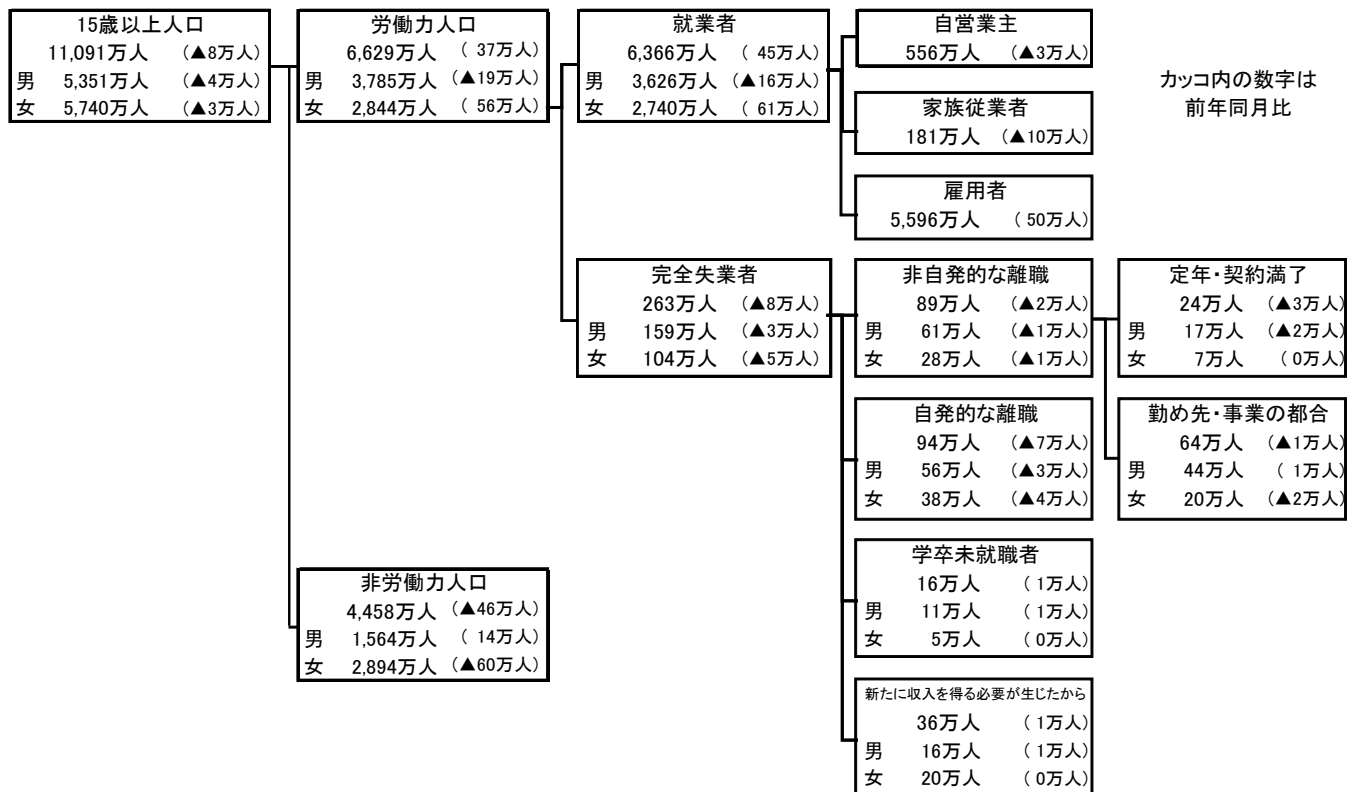 15歳以上人口
11,091万人 (▲8万人)
男 5,351万人 (▲4万人)
女 5,740万人 (▲3万人)
労働力人口
6,629万人 ( 37万人)
男 3,785万人 (▲19万人)
女 2,844万人 ( 56万人)
就業者
6,366万人 ( 45万人)
男 3,626万人 (▲16万人)
女 2,740万人 ( 61万人)
自営業主
556万人 (▲3万人)
家族従業者
181万人 (▲10万人)
雇用者
5,596万人 ( 50万人)
カッコ内の数字は
前年同月比
完全失業者
263万人 (▲8万人)
男 159万人 (▲3万人)
女 104万人 (▲5万人)
非自発的な離職
89万人 (▲2万人)
男 61万人 (▲1万人)
女 28万人 (▲1万人)
定年・契約満了
24万人 (▲3万人)
男 17万人 (▲2万人)
女 7万人 ( 0万人)
自発的な離職
94万人 (▲7万人)
男 56万人 (▲3万人)
女 38万人 (▲4万人)
勤め先・事業の都合
64万人 (▲1万人)
男 44万人 ( 1万人)
女 20万人 (▲2万人)
学卒未就職者
16万人 ( 1万人)
男 11万人 ( 1万人)
女 5万人 ( 0万人)
非労働力人口
4,458万人 (▲46万人)
男 1,564万人 ( 14万人)
女 2,894万人 (▲60万人)
新たに収入を得る必要が生じたから
36万人 ( 1万人)
男 16万人 ( 1万人)
女 20万人 ( 0万人)